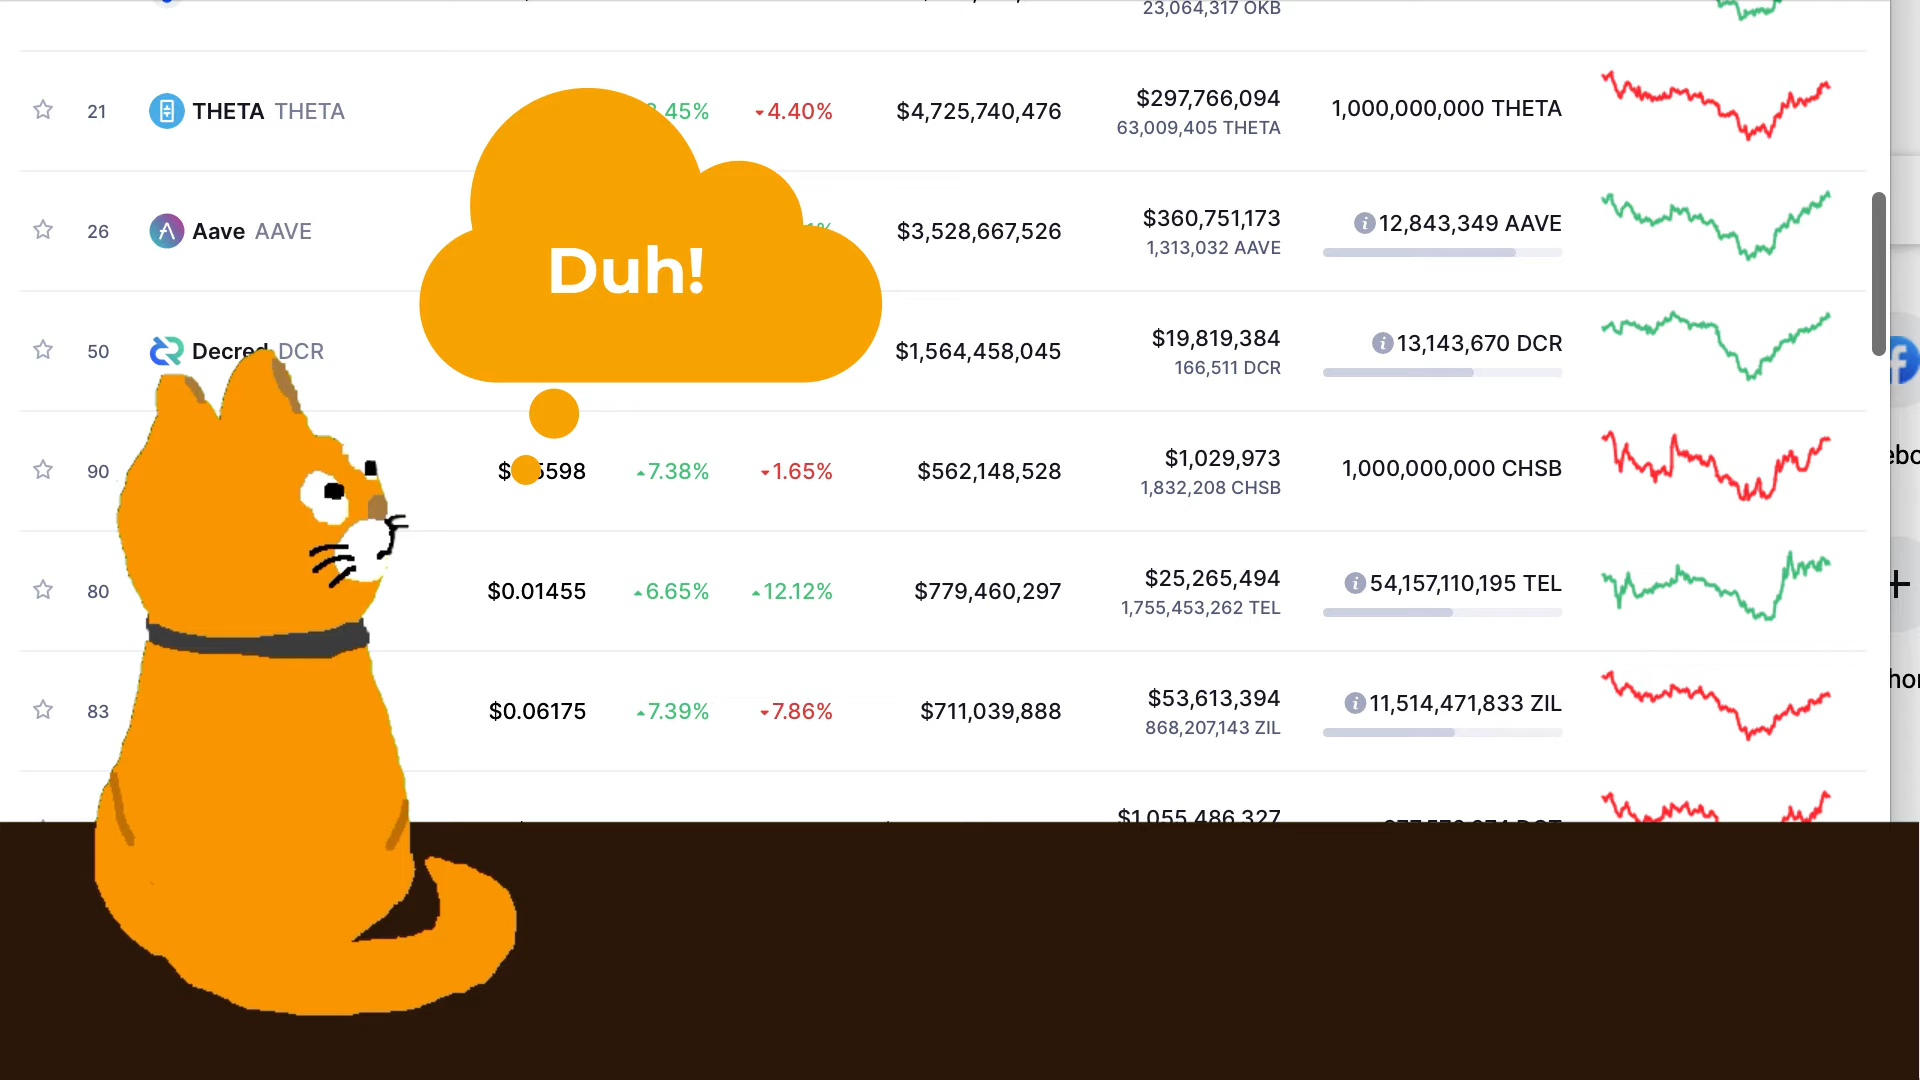 23,064,317 OKB
21 THETA THETA .45% 4.40% $4,725,740,476 $297,766,094 1,000,000,000 THETA
63,009,405 THETA
26 Aave AAVE % $3,528,667,526 $360,751,173 12,843,349 AAVE
1,313,032 AAVE
Duh!
50 Decred DCR $1,564,458,045 $19,819,384 13,143,670 DCR
166,511 DCR
90 $ 5598 7.38% 1.65% $562,148,528 $1,029,973 1,000,000,000 CHSB
1,832,208 CHSB
80 $0.01455 6.65% 12.12% $779,460,297 $25,265,494 54,157,110,195 TEL
1,755,453,262 TEL
83 $0.06175 7.39% 7.86% $711,039,888 $53,613,394 11,514,471,833 ZIL
868,207,143 ZIL
$1,055,486,327